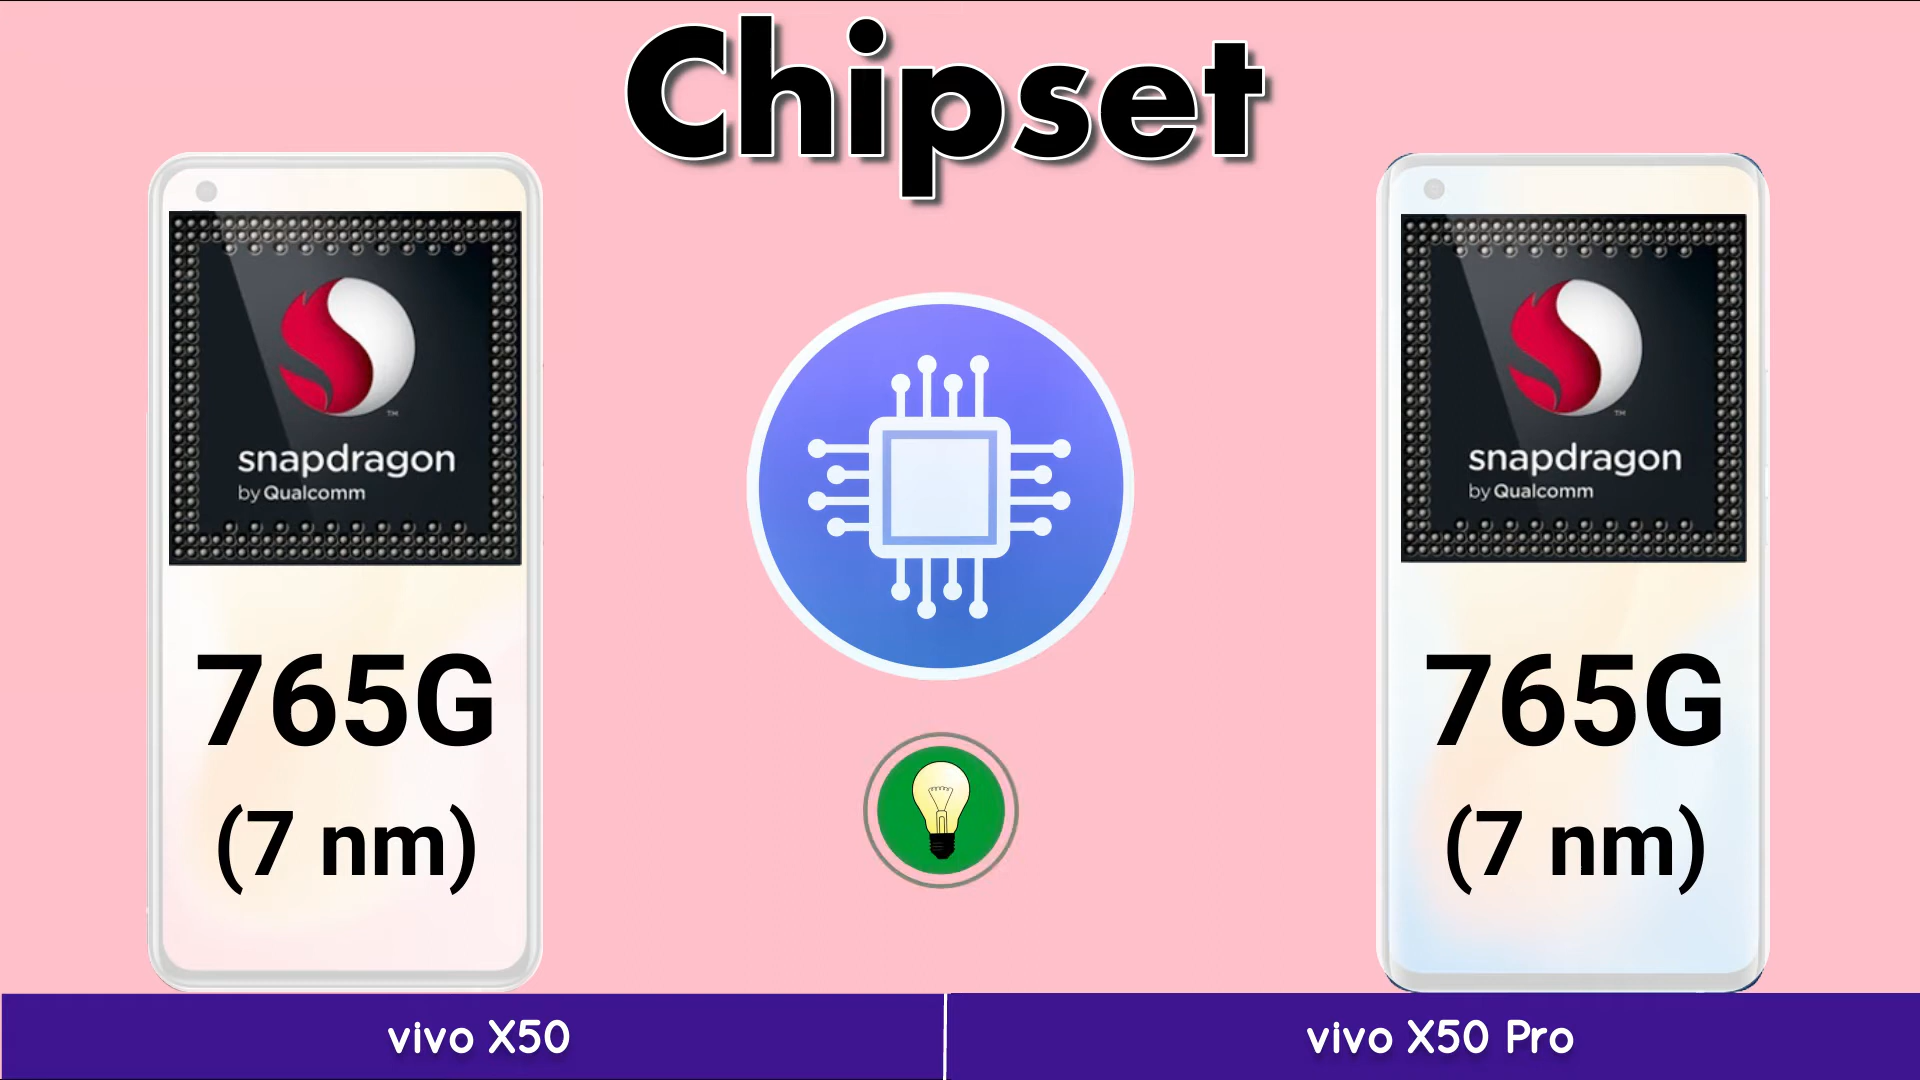 Chipset
snapdragon
by Qualcomm
765G
(7 nm)
vivo X50
snapdragon
by Qualcomm
765G
(7 nm)
vivo X50 Pro